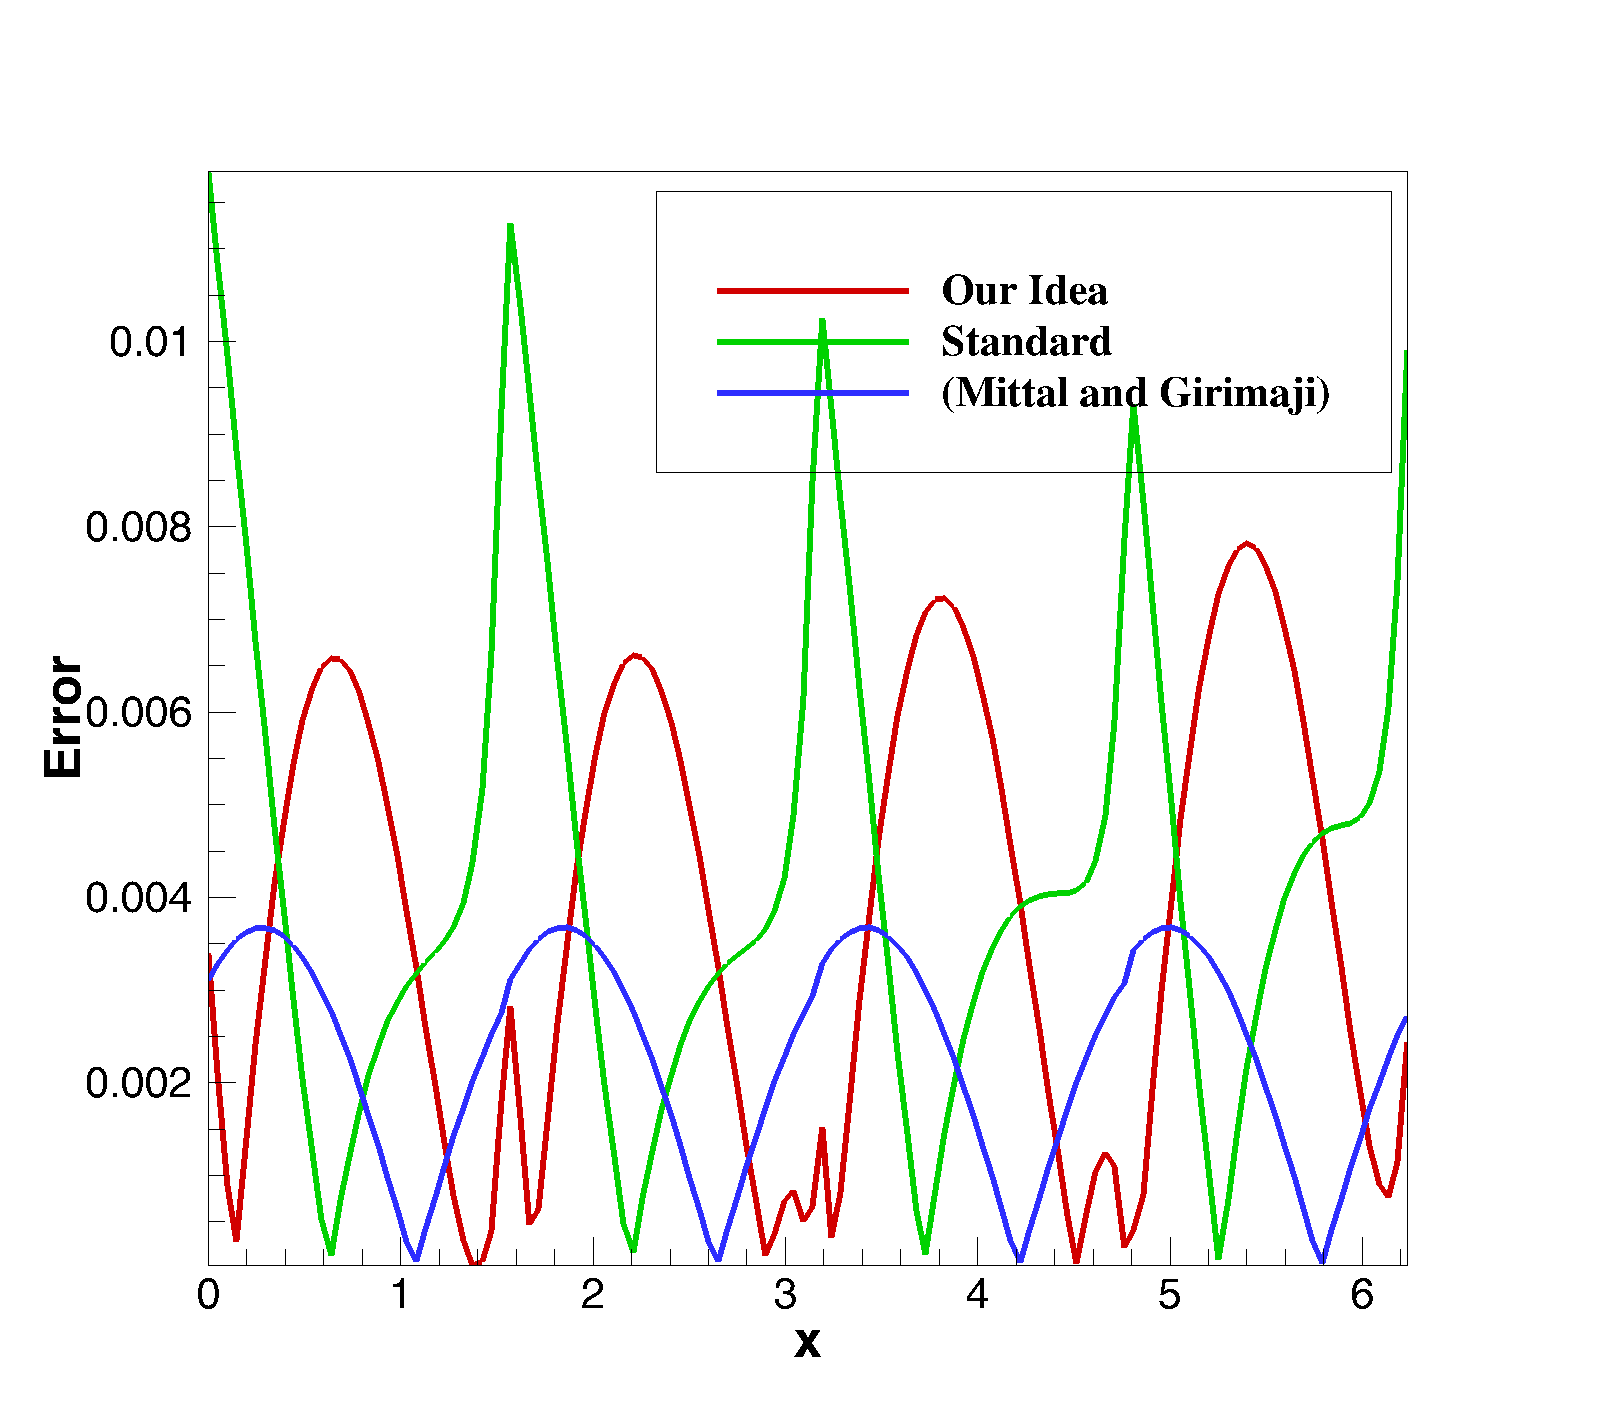 Our Idea
Standard
(Mittal and Girimaji)
0.01
0.008
0.006
0.004
0.002
Error
0 1 2 3 4 5 6
x